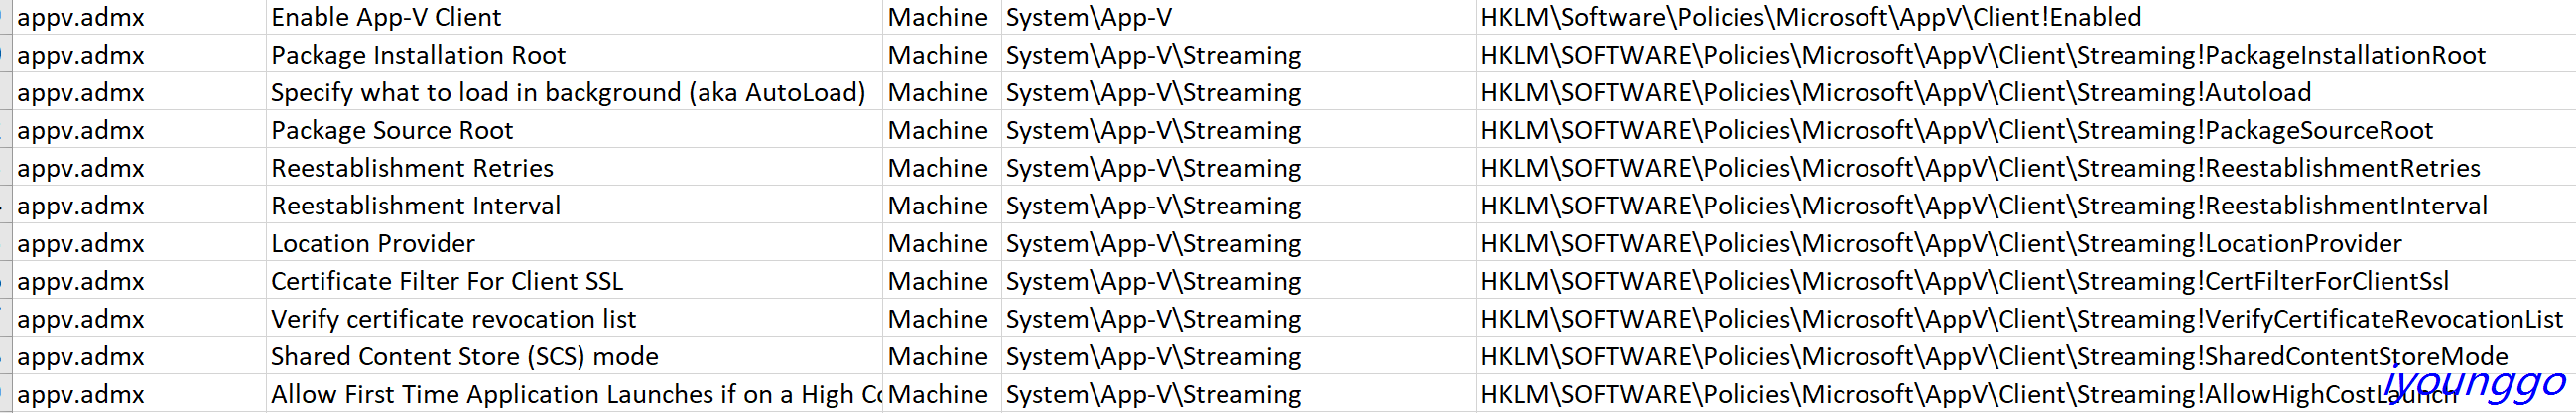 appv.admx Enable App-V Client Machine System\App-V HKLM\Software\Policies\Microsoft\AppV\Client!Enabled
appv.admx Package Installation Root Machine System\App-V\Streaming HKLM\SOFTWARE\Policies\Microsoft\AppV\Client\Streaming!PackageInstallationRoot
appv.admx Specify what to load in background (aka AutoLoad) Machine System\App-V\Streaming HKLM\SOFTWARE\Policies\Microsoft\AppV\Client\Streaming!Autoload
appv.admx Package Source Root Machine System\App-V\Streaming HKLM\SOFTWARE\Policies\Microsoft\AppV\Client\Streaming!PackageSourceRoot
appv.admx Reestablishment Retries Machine System\App-V\Streaming HKLM\SOFTWARE\Policies\Microsoft\AppV\Client\Streaming!ReestablishmentRetries
appv.admx Reestablishment Interval Machine System\App-V\Streaming HKLM\SOFTWARE\Policies\Microsoft\AppV\Client\Streaming!ReestablishmentInterval
appv.admx Location Provider Machine System\App-V\Streaming HKLM\SOFTWARE\Policies\Microsoft\AppV\Client\Streaming!LocationProvider
appv.admx Certificate Filter For Client SSL Machine System\App-V\Streaming HKLM\SOFTWARE\Policies\Microsoft\AppV\Client\Streaming!CertFilterForClientSsl
appv.admx Verify certificate revocation list Machine System\App-V\Streaming HKLM\SOFTWARE\Policies\Microsoft\AppV\Client\Streaming!VerifyCertificateRevocationList
appv.admx Shared Content Store (SCS) mode Machine System\App-V\Streaming HKLM\SOFTWARE\Policies\Microsoft\AppV\Client\Streaming!SharedContentStoreMode
appv.admx Allow First Time Application Launches if on a High Machine System\App-V\Streaming HKLM\SOFTWARE\Policies\Microsoft\AppV\Client\Streaming!AllowHighCostLaunch
iyounggo